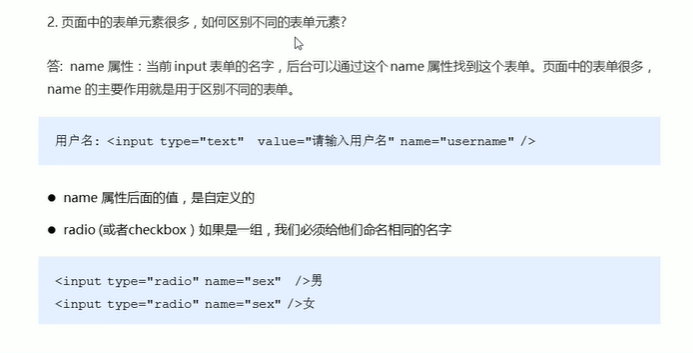 2. 页面中的表单元素很多，如何区别不同的表单元素?
答: name 属性：当前 input 表单的名字，后台可以通过这个 name 属性找到这个表单。页面中的表单很多，
name 的主要作用就是用于区别不同的表单。
用户名: <input type="text" value="请输入用户名" name="username" />
● name 属性后面的值，是自定义的
● radio (或者checkbox ) 如果是一组，我们必须给他们命名相同的名字
<input type="radio" name="sex" />男
<input type="radio" name="sex" />女